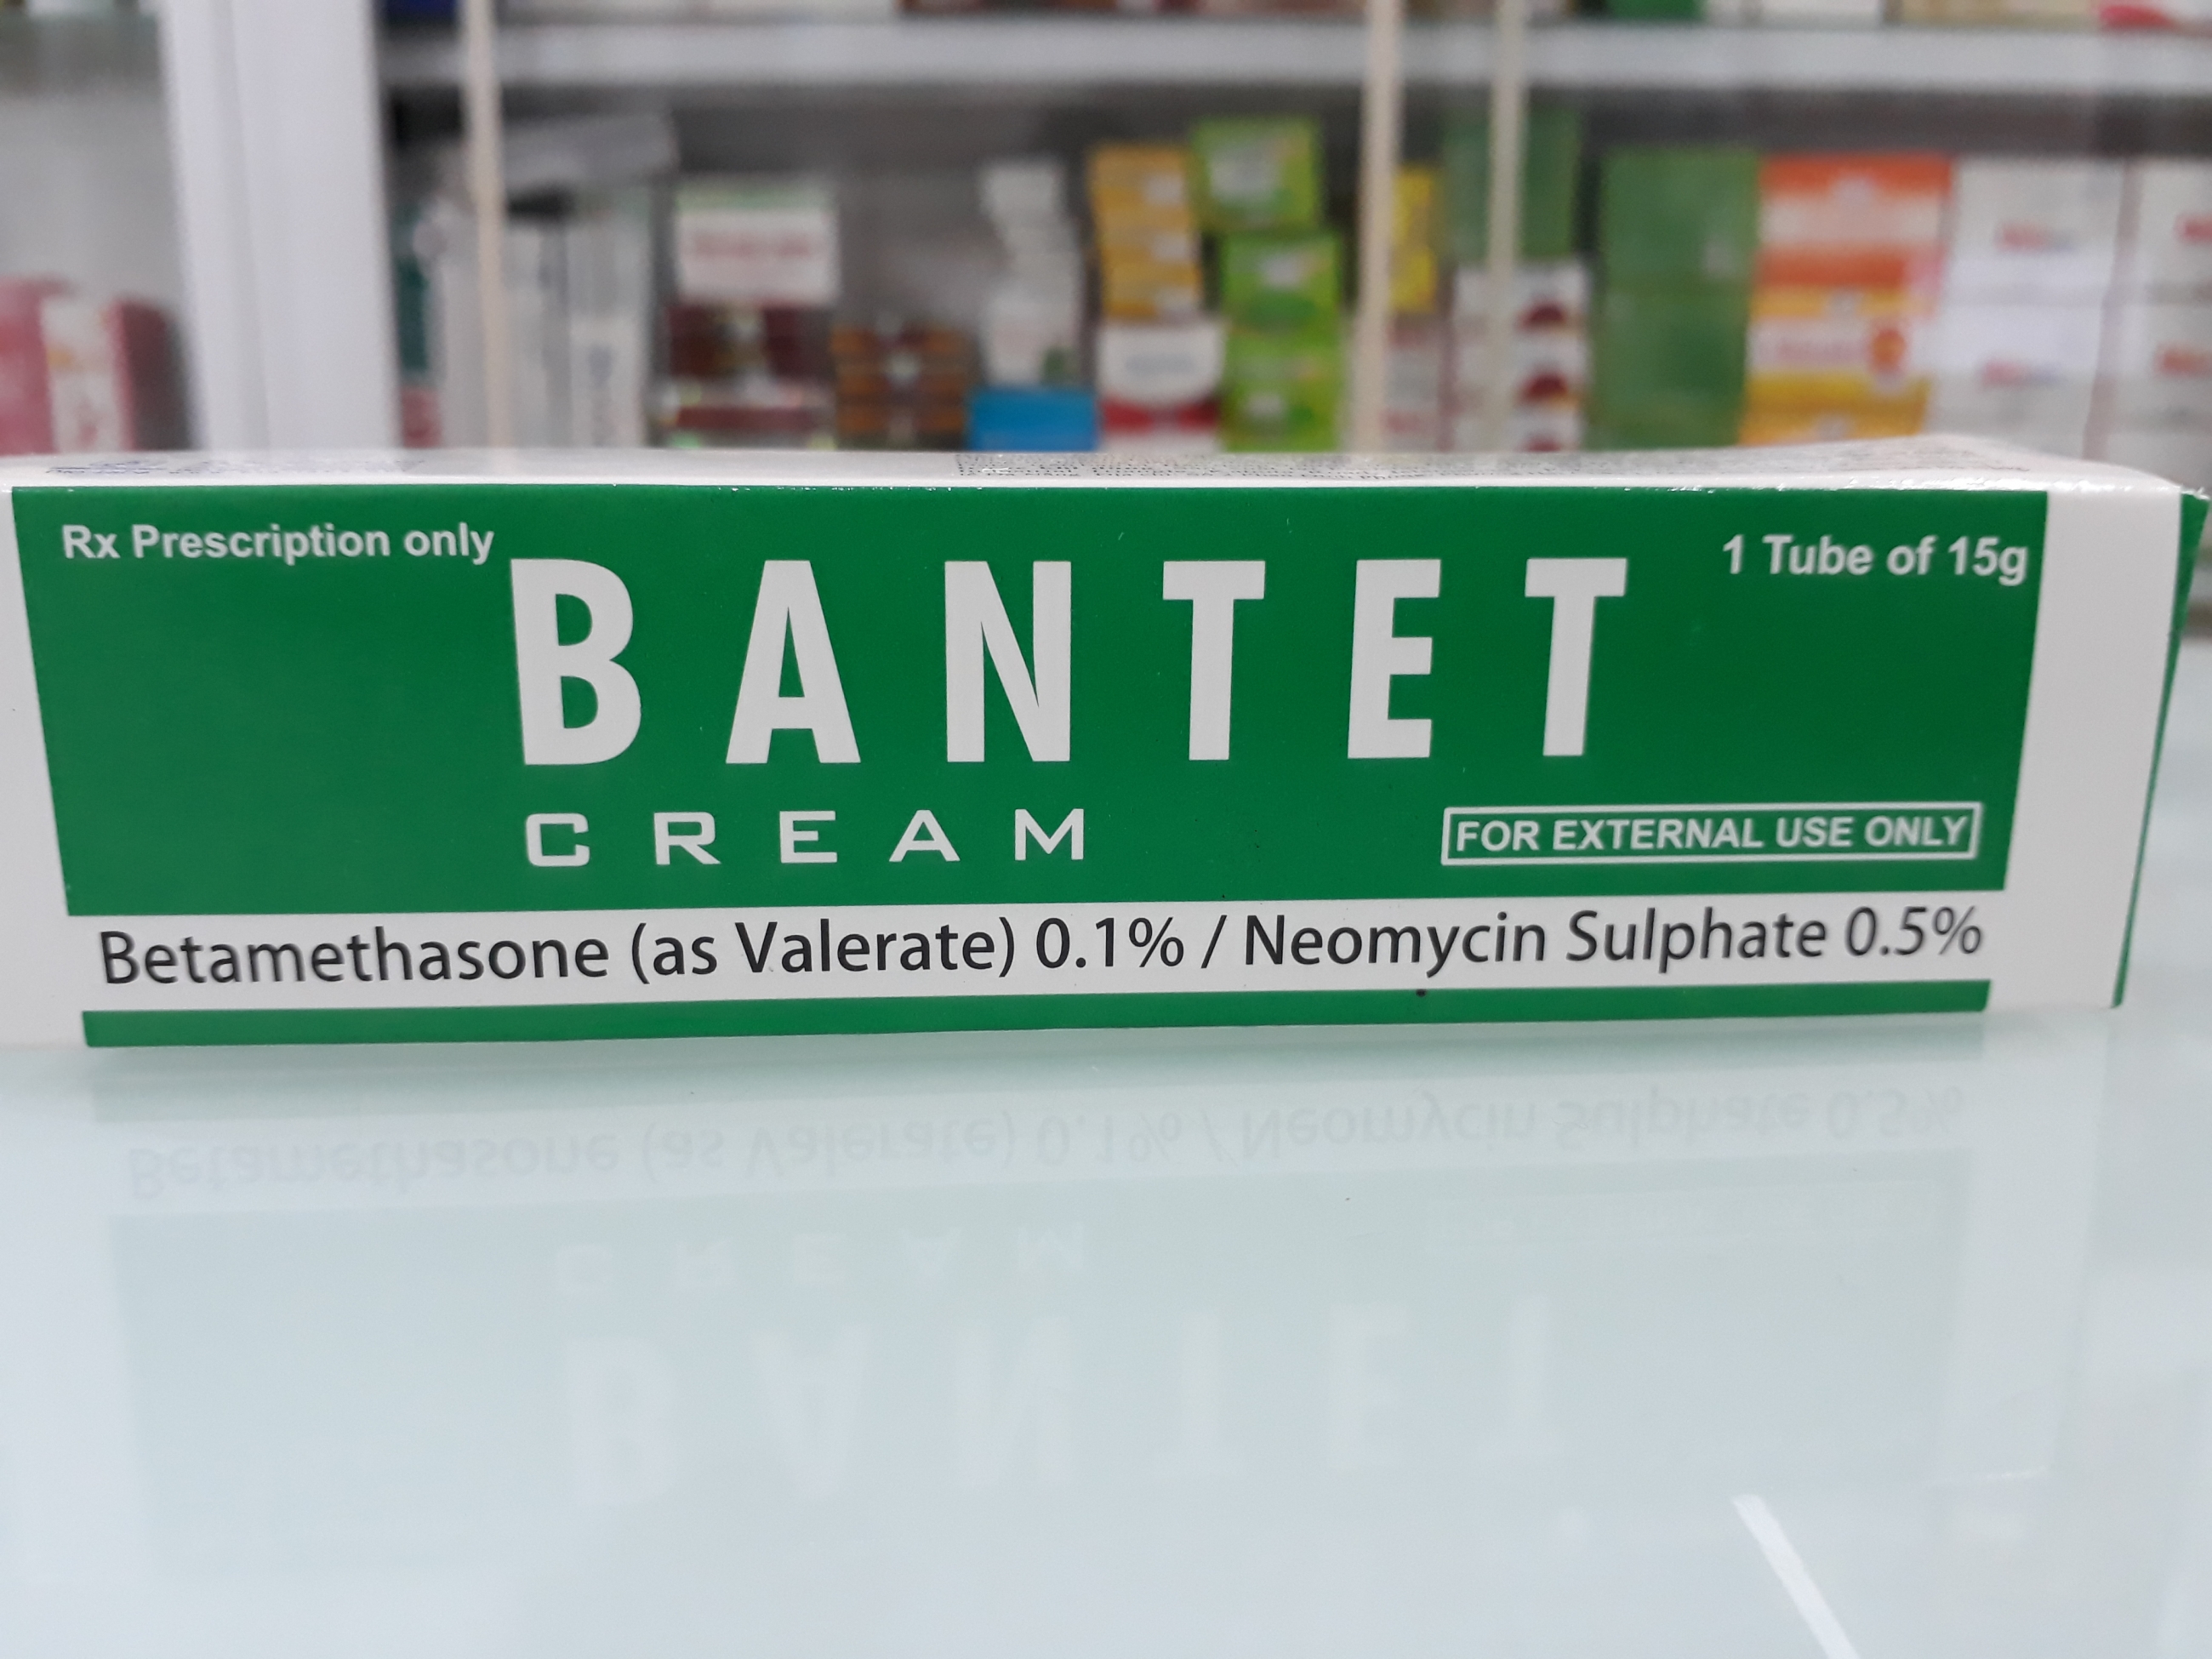 Rx Prescription only
1 Tube of 15g
BANTET
CREAM
FOR EXTERNAL USE ONLY
Betamethasone (as Valerate) 0.1% / Neomycin Sulphate 0.5%